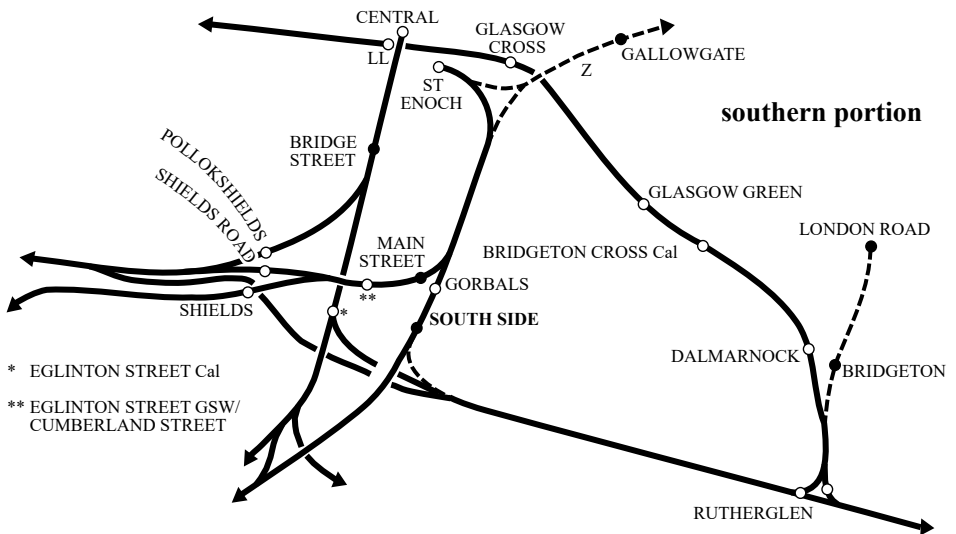 CENTRAL
GLASGOW
CROSS
LL
GALLOWGATE
Z
ST
ENOCH
southern portion
BRIDGE
STREET
POLLOKSHIELDS
SHIELDS ROAD
GLASGOW GREEN
LONDON ROAD
MAIN
STREET
BRIDGETON CROSS Cal
GORBALS
**
SHIELDS
*
SOUTH SIDE
DALMARNOCK
BRIDGETON
* EGLINTON STREET Cal
** EGLINTON STREET GSW/
CUMBERLAND STREET
RUTHERGLEN